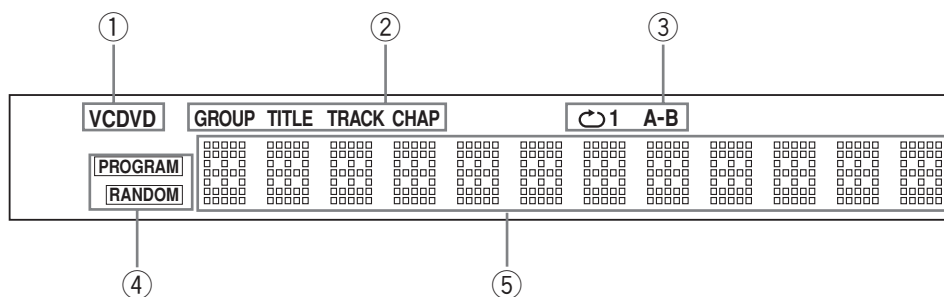 ① ② ③
VCDVD GROUP TITLE TRACK CHAP 1 A-B
PROGRAM
RANDOM
④ ⑤